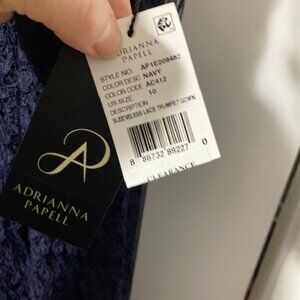 ADRIANNA
PAPELL
STYLE NO. AP1E209462
COLOR DESC NAVY
COLOR CODE AC412
US SIZE 10
DESCRIPTION
SLEEVELESS LACE TRUMPET GOWN
8 86732 89227 0
CLEARANCE
ADRIANNA
PAPELL